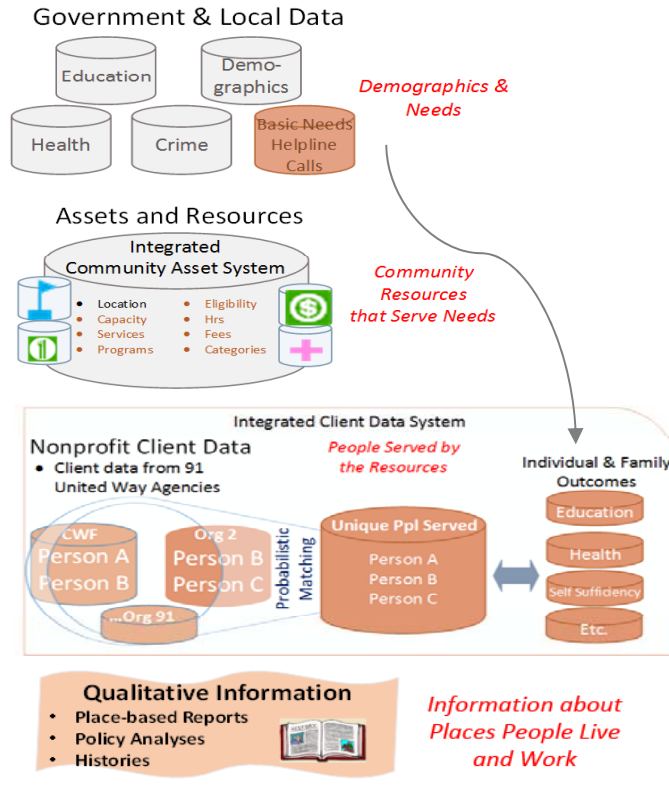 Government & Local Data
Education
Demo-
graphics
Demographics &
Needs
Health
Crime
Basic Needs
Helpline
Calls
Assets and Resources
Integrated
Community Asset System
• Location
• Capacity
• Services
• Programs
• Eligibility
• Hrs
• Fees
• Categories
1
$
Community
Resources
that Serve Needs
Integrated Client Data System
Nonprofit Client Data
• Client data from 91
United Way Agencies
People Served by
the Resources
Individual & Family
Outcomes
CWF
Person A
Person B
Org 2
Person B
Person C
...Org 91
Probabilistic
Matching
Unique Ppl Served
Person A
Person B
Person C
Education
Health
Self Sufficiency
Etc.
Qualitative Information
• Place-based Reports
• Policy Analyses
• Histories
Information about
Places People Live
and Work